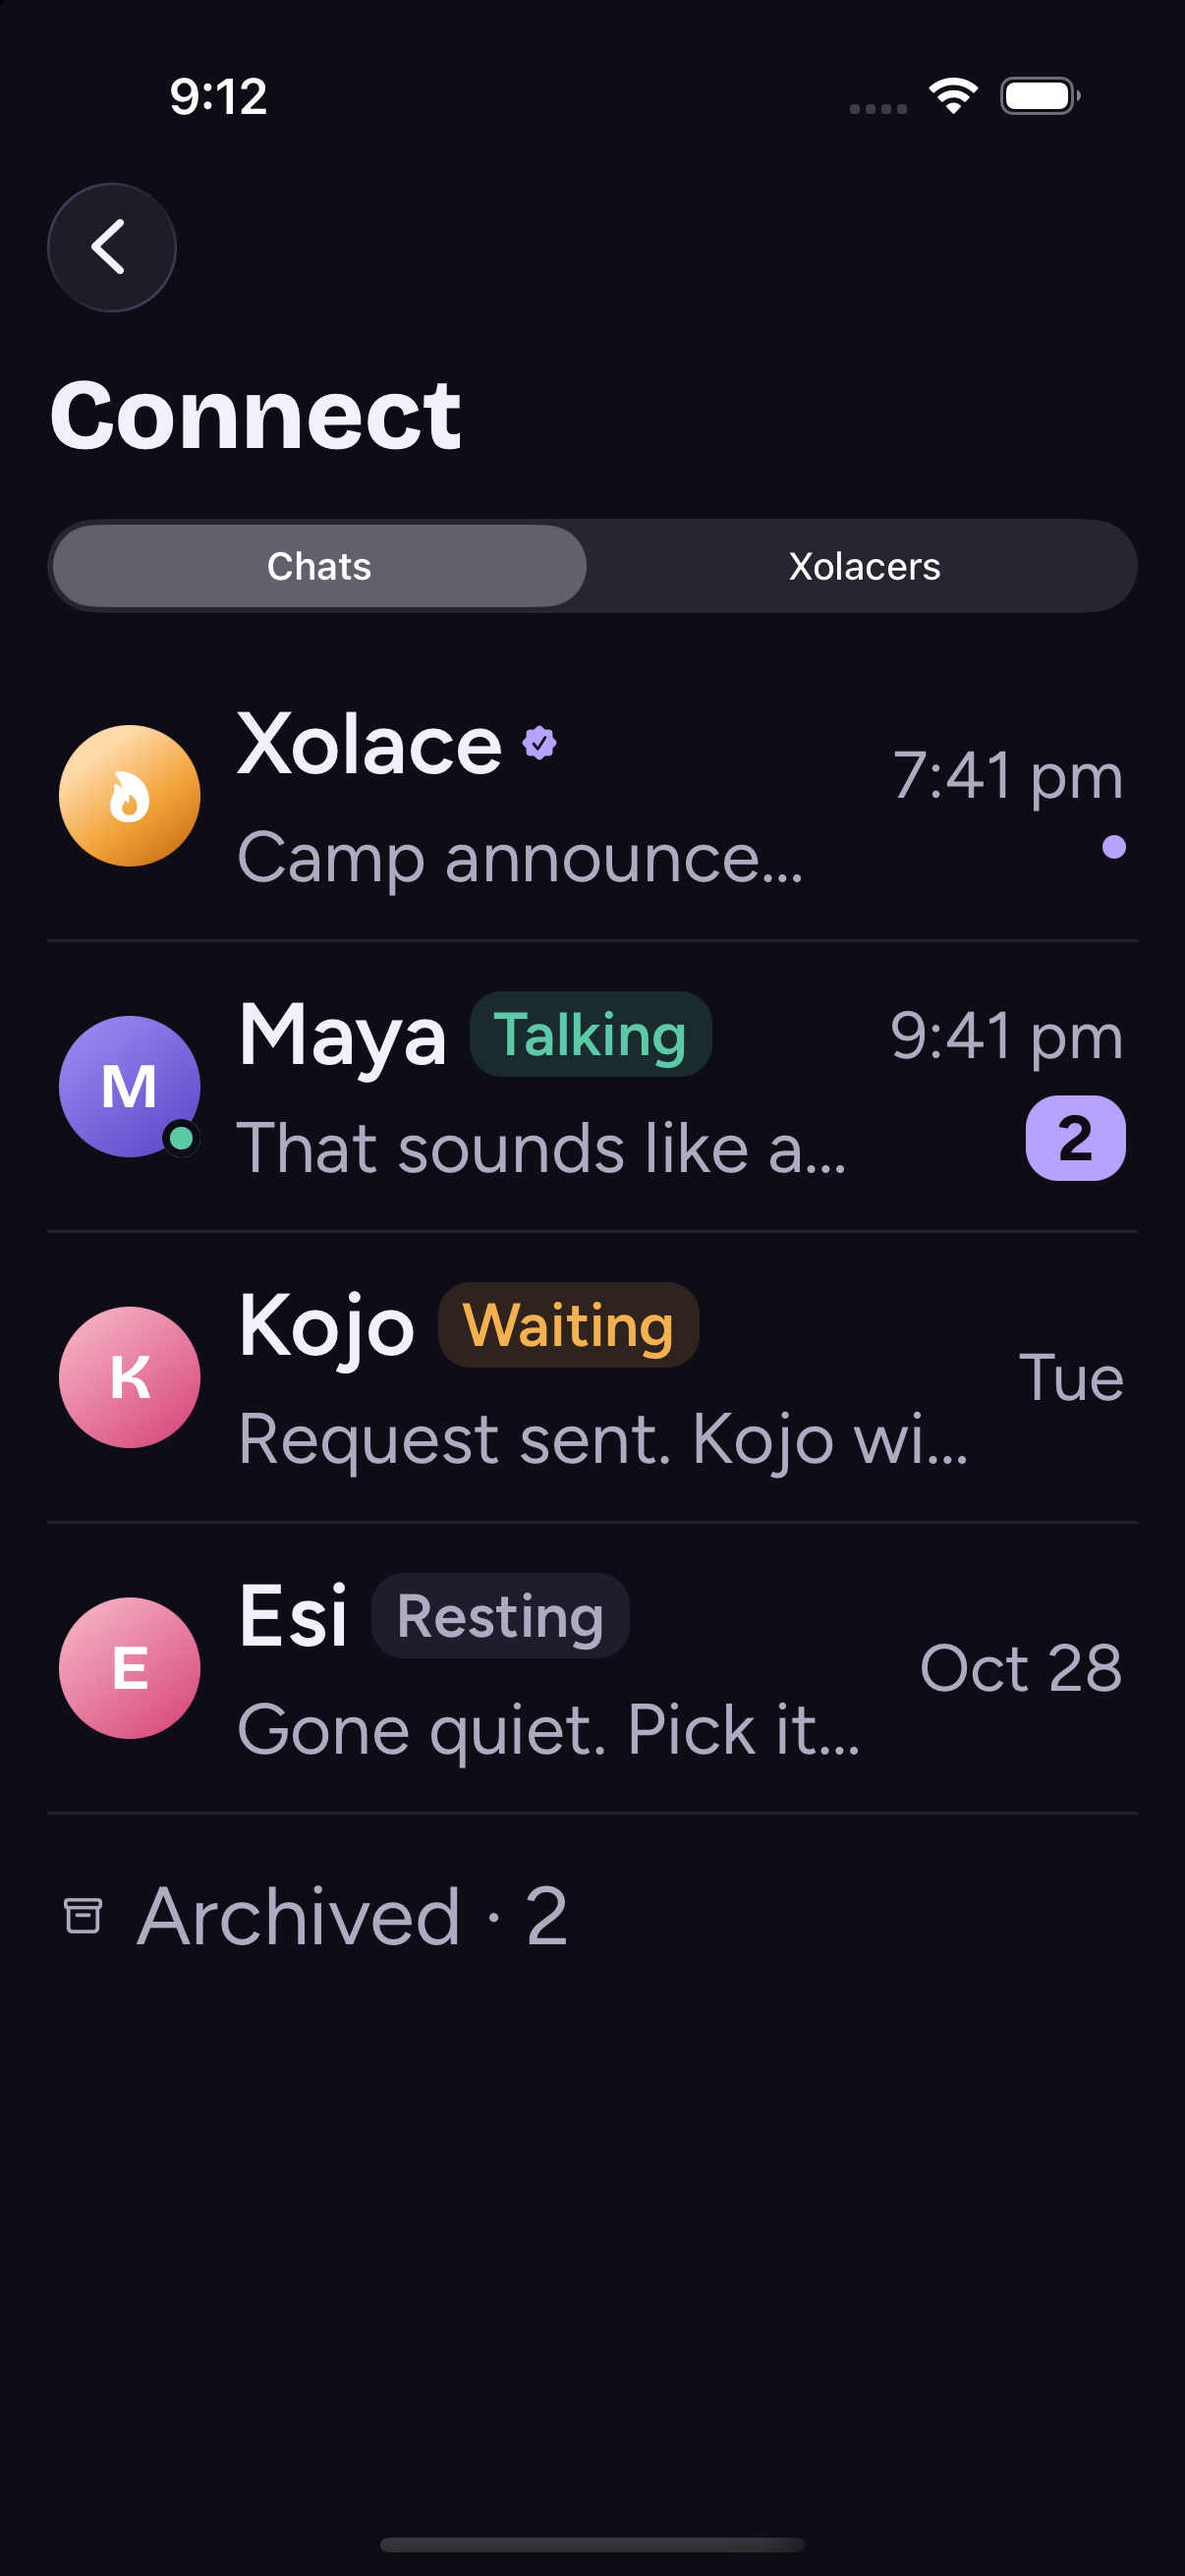 9:12
Connect
Chats
Xolacers
Xolace
7:41 pm
Camp announce...
M
Maya
Talking
9:41 pm
That sounds like a...
2
K
Kojo
Waiting
Tue
Request sent. Kojo wi...
E
Esi
Resting
Oct 28
Gone quiet. Pick it...
Archived · 2